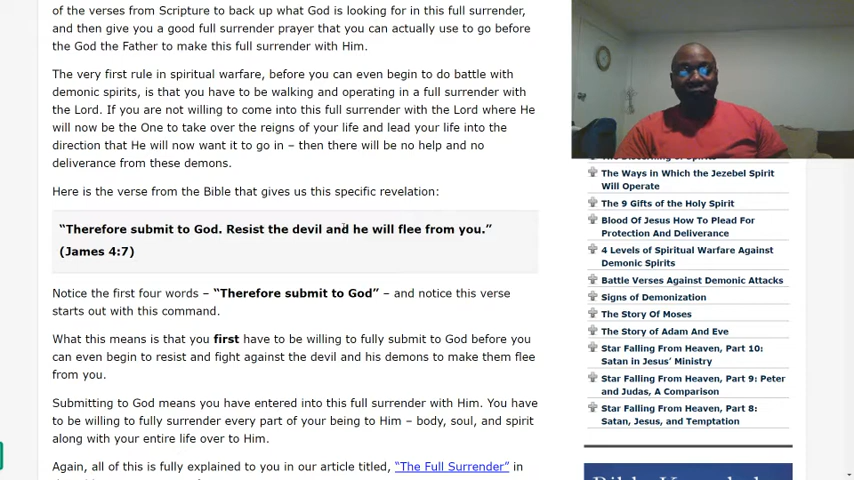 of the verses from Scripture to back up what God is looking for in this full surrender,
and then give you a good full surrender prayer that you can actually use to go before
the God the Father to make this full surrender with Him.
The very first rule in spiritual warfare, before you can even begin to do battle with
demonic spirits, is that you have to be walking and operating in a full surrender with
the Lord. If you are not willing to come into this full surrender with the Lord where He
will now be the One to take over the reigns of your life and lead your life into the
direction that He will now want it to go in – then there will be no help and no
deliverance from these demons.
Here is the verse from the Bible that gives us this specific revelation:
“Therefore submit to God. Resist the devil and he will flee from you.”
(James 4:7)
Notice the first four words – “Therefore submit to God” – and notice this verse
starts out with this command.
What this means is that you first have to be willing to fully submit to God before you
can even begin to resist and fight against the devil and his demons to make them flee
from you.
Submitting to God means you have entered into this full surrender with Him. You have
to be willing to fully surrender every part of your being to Him – body, soul, and spirit
along with your entire life over to Him.
Again, all of this is fully explained to you in our article titled, “The Full Surrender” in
The Ways in Which the Jezebel Spirit
Will Operate
The 9 Gifts of the Holy Spirit
Blood Of Jesus How To Plead For
Protection and Deliverance
4 Levels of Spiritual Warfare Against
Demonic Spirits
Battle Verses Against Demonic Attacks
Signs of Demonization
The Story of Moses
The Story of Adam And Eve
Star Falling From Heaven, Part 10:
Satan in Jesus’ Ministry
Star Falling From Heaven, Part 9: Peter
and Judas, A Comparison
Star Falling From Heaven, Part 8:
Satan, Jesus, and Temptation